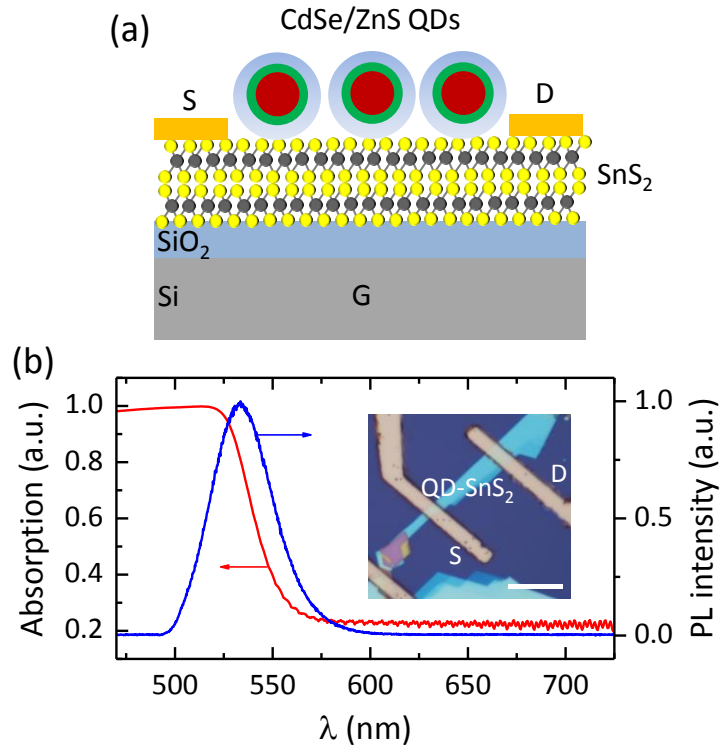 (a)
CdSe/ZnS QDs
S
D
SnS₂
SiO₂
Si
G
(b)
1.0
0.8
0.6
0.4
0.2
Absorption (a.u.)
QD-SnS₂
D
S
1.0
0.5
0.0
PL intensity (a.u.)
500 550 600 650 700
λ (nm)